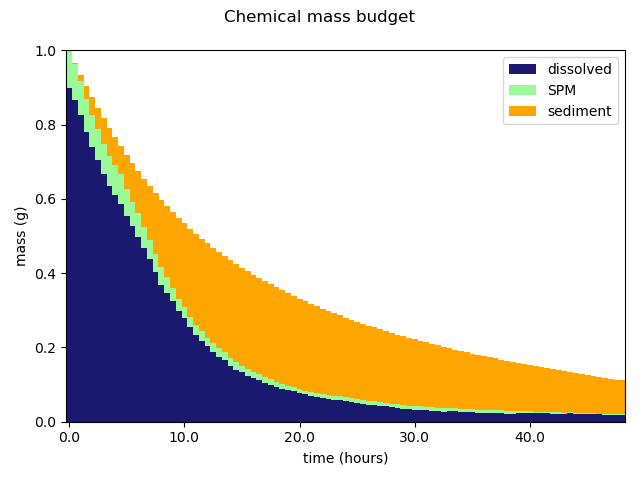 Chemical mass budget
1.0
0.8
0.6
0.4
0.2
0.0
mass (g)
dissolved
SPM
sediment
0.0 10.0 20.0 30.0 40.0
time (hours)